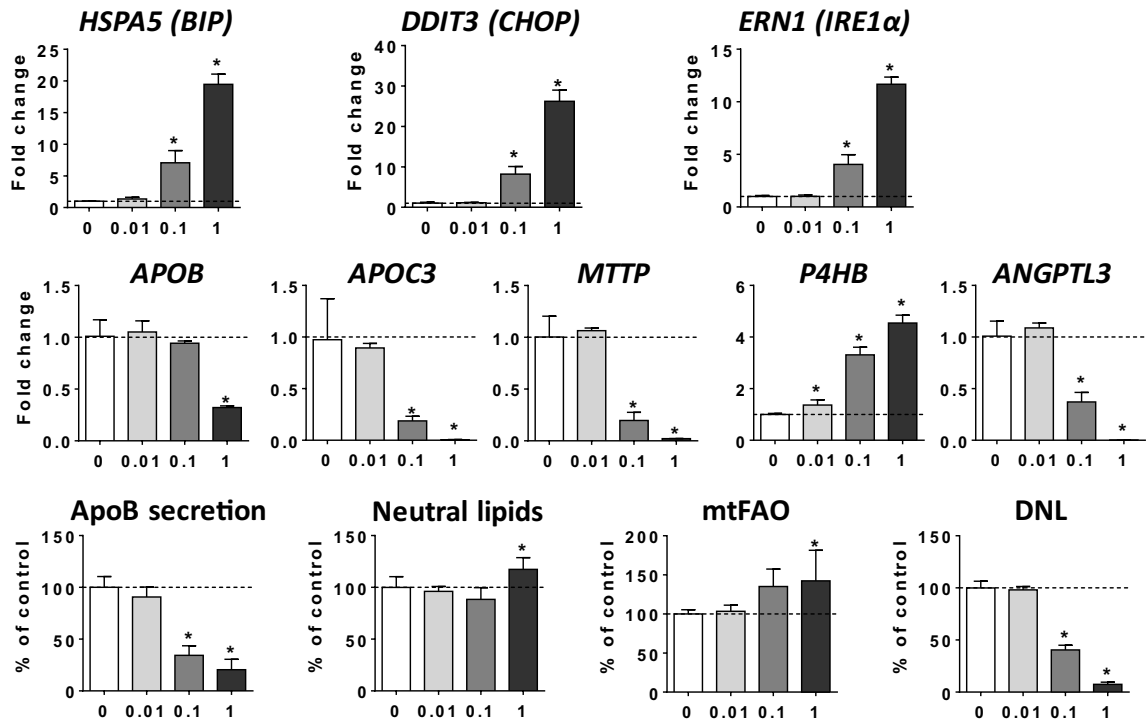 HSPA5 (BIP)
DDIT3 (CHOP)
ERN1 (IRE1α)
Fold change
25
20
15
10
5
0
0 0.01 0.1 1
* *
Fold change
40
30
20
10
0
0 0.01 0.1 1
* *
Fold change
15
10
5
0
0 0.01 0.1 1
* *
APOB
APOC3
MTTP
P4HB
ANGPTL3
Fold change
1.5
1.0
0.5
0.0
0 0.01 0.1 1
*
1.5
1.0
0.5
0.0
0 0.01 0.1 1
* *
1.5
1.0
0.5
0.0
0 0.01 0.1 1
* *
6
4
2
0
0 0.01 0.1 1
* * *
1.5
1.0
0.5
0.0
0 0.01 0.1 1
* *
ApoB secretion
Neutral lipids
mtFAO
DNL
% of control
150
100
50
0
0 0.01 0.1 1
* *
% of control
150
100
50
0
0 0.01 0.1 1
*
% of control
200
150
100
50
0
0 0.01 0.1 1
*
% of control
150
100
50
0
0 0.01 0.1 1
* *